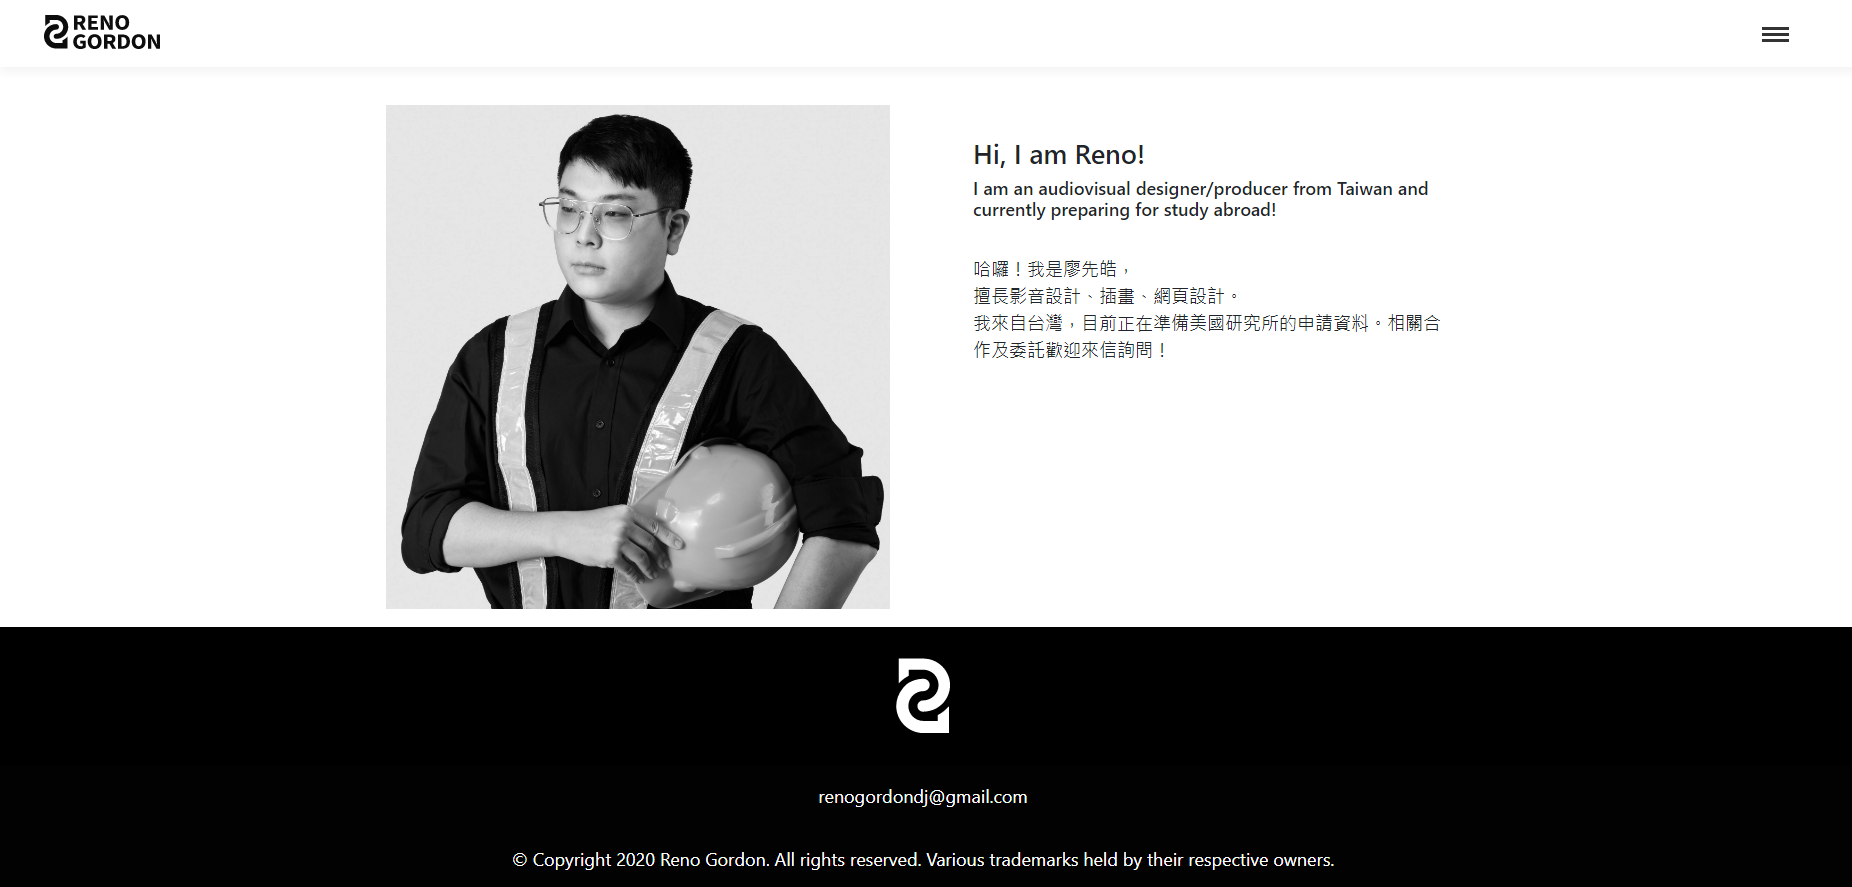 RENO
GORDON
Hi, I am Reno!
I am an audiovisual designer/producer from Taiwan and
currently preparing for study abroad!
哈囉！我是廖先皓，
擅長影音設計、插畫、網頁設計。
我來自台灣，目前正在準備美國研究所的申請資料。相關合
作及委託歡迎來信詢問！
renogordondj@gmail.com
© Copyright 2020 Reno Gordon. All rights reserved. Various trademarks held by their respective owners.